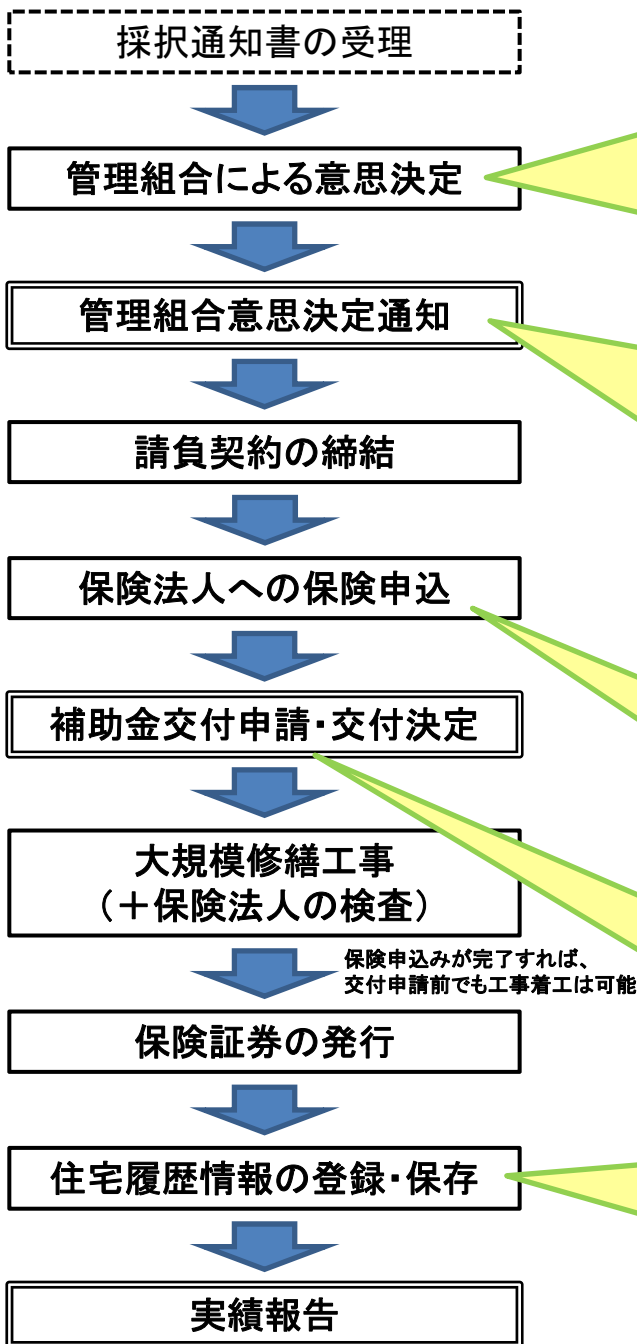 採択通知書の受理
管理組合による意思決定
管理組合意思決定通知
請負契約の締結
保険法人への保険申込
補助金交付申請・交付決定
大規模修繕工事
（＋保険法人の検査）
保険申込みが完了すれば、
交付申請前でも工事着工は可能
保険証券の発行
住宅履歴情報の登録・保存
実績報告